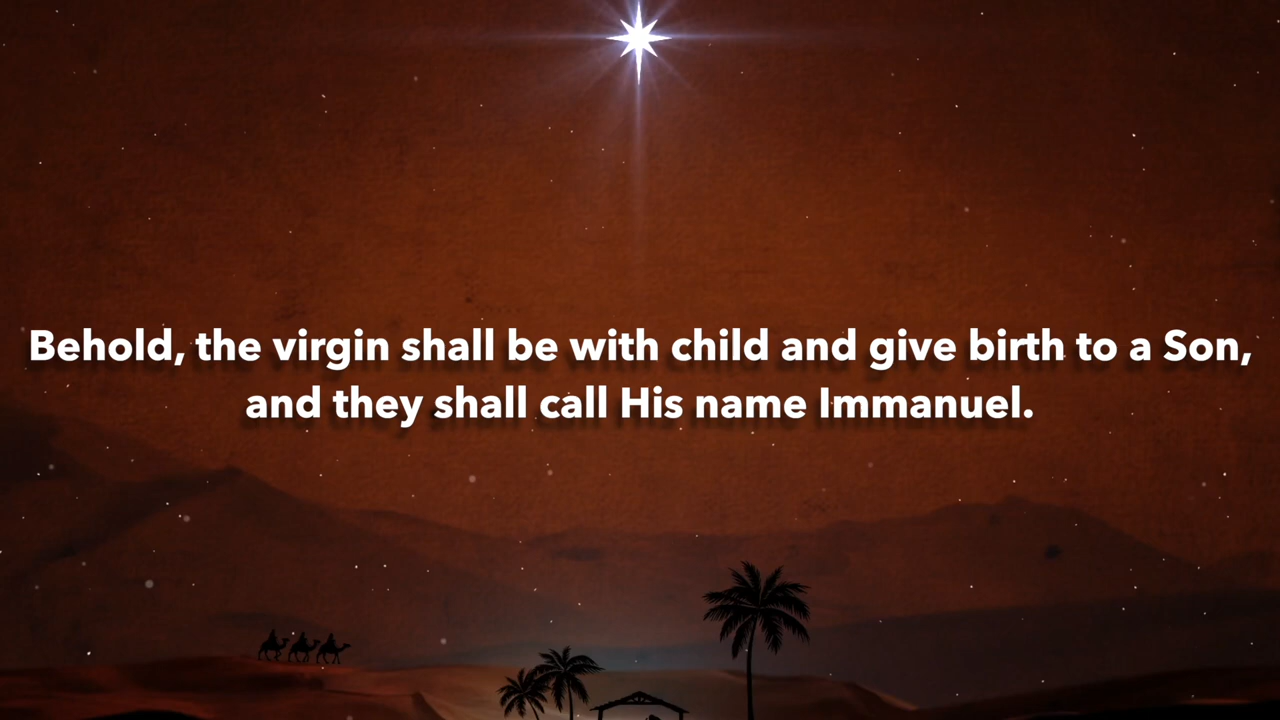 Behold, the virgin shall be with child and give birth to a Son,
and they shall call His name Immanuel.